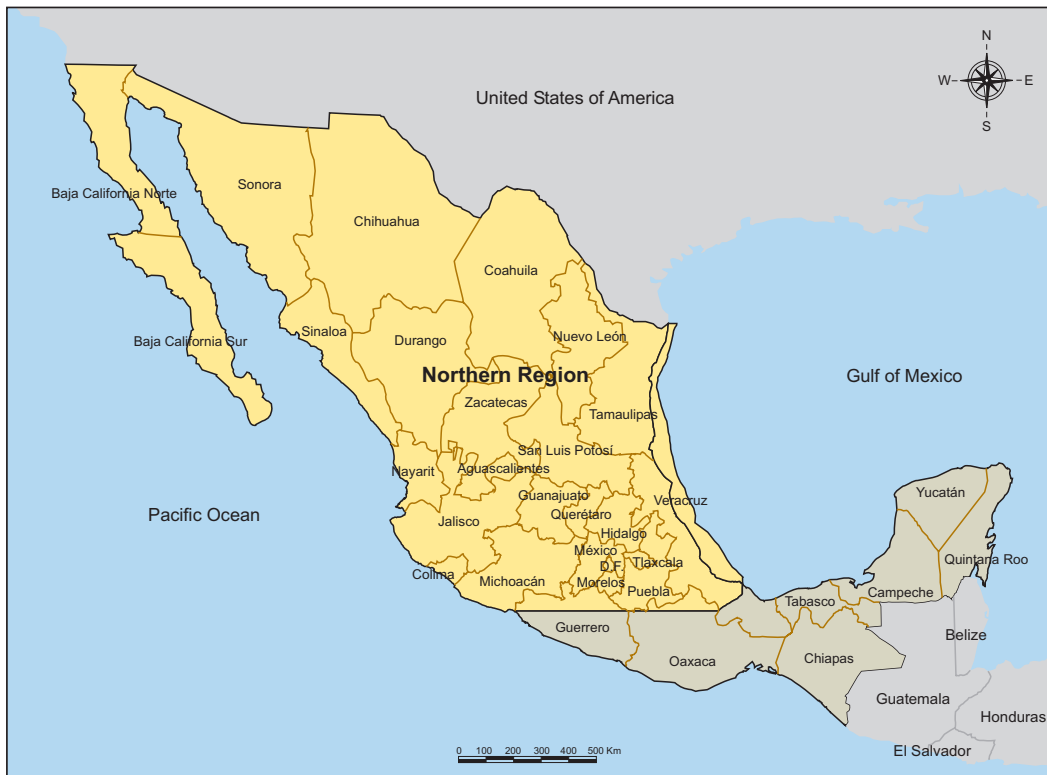 N
W
E
S
United States of America
Baja California Norte
Sonora
Chihuahua
Coahuila
Sinaloa
Durango
Nuevo León
Baja California Sur
Northern Region
Gulf of Mexico
Zacatecas
Tamaulipas
San Luis Potosí
Nayarit
Aguascalientes
Guanajuato
Veracruz
Yucatán
Pacific Ocean
Jalisco
Querétaro
Hidalgo
México
D.F.
Tlaxcala
Quintana Roo
Colima
Michoacán
Morelos
Puebla
Campeche
Tabasco
Guerrero
Belize
Oaxaca
Chiapas
Guatemala
Honduras
El Salvador
0 100 200 300 400 500 Km